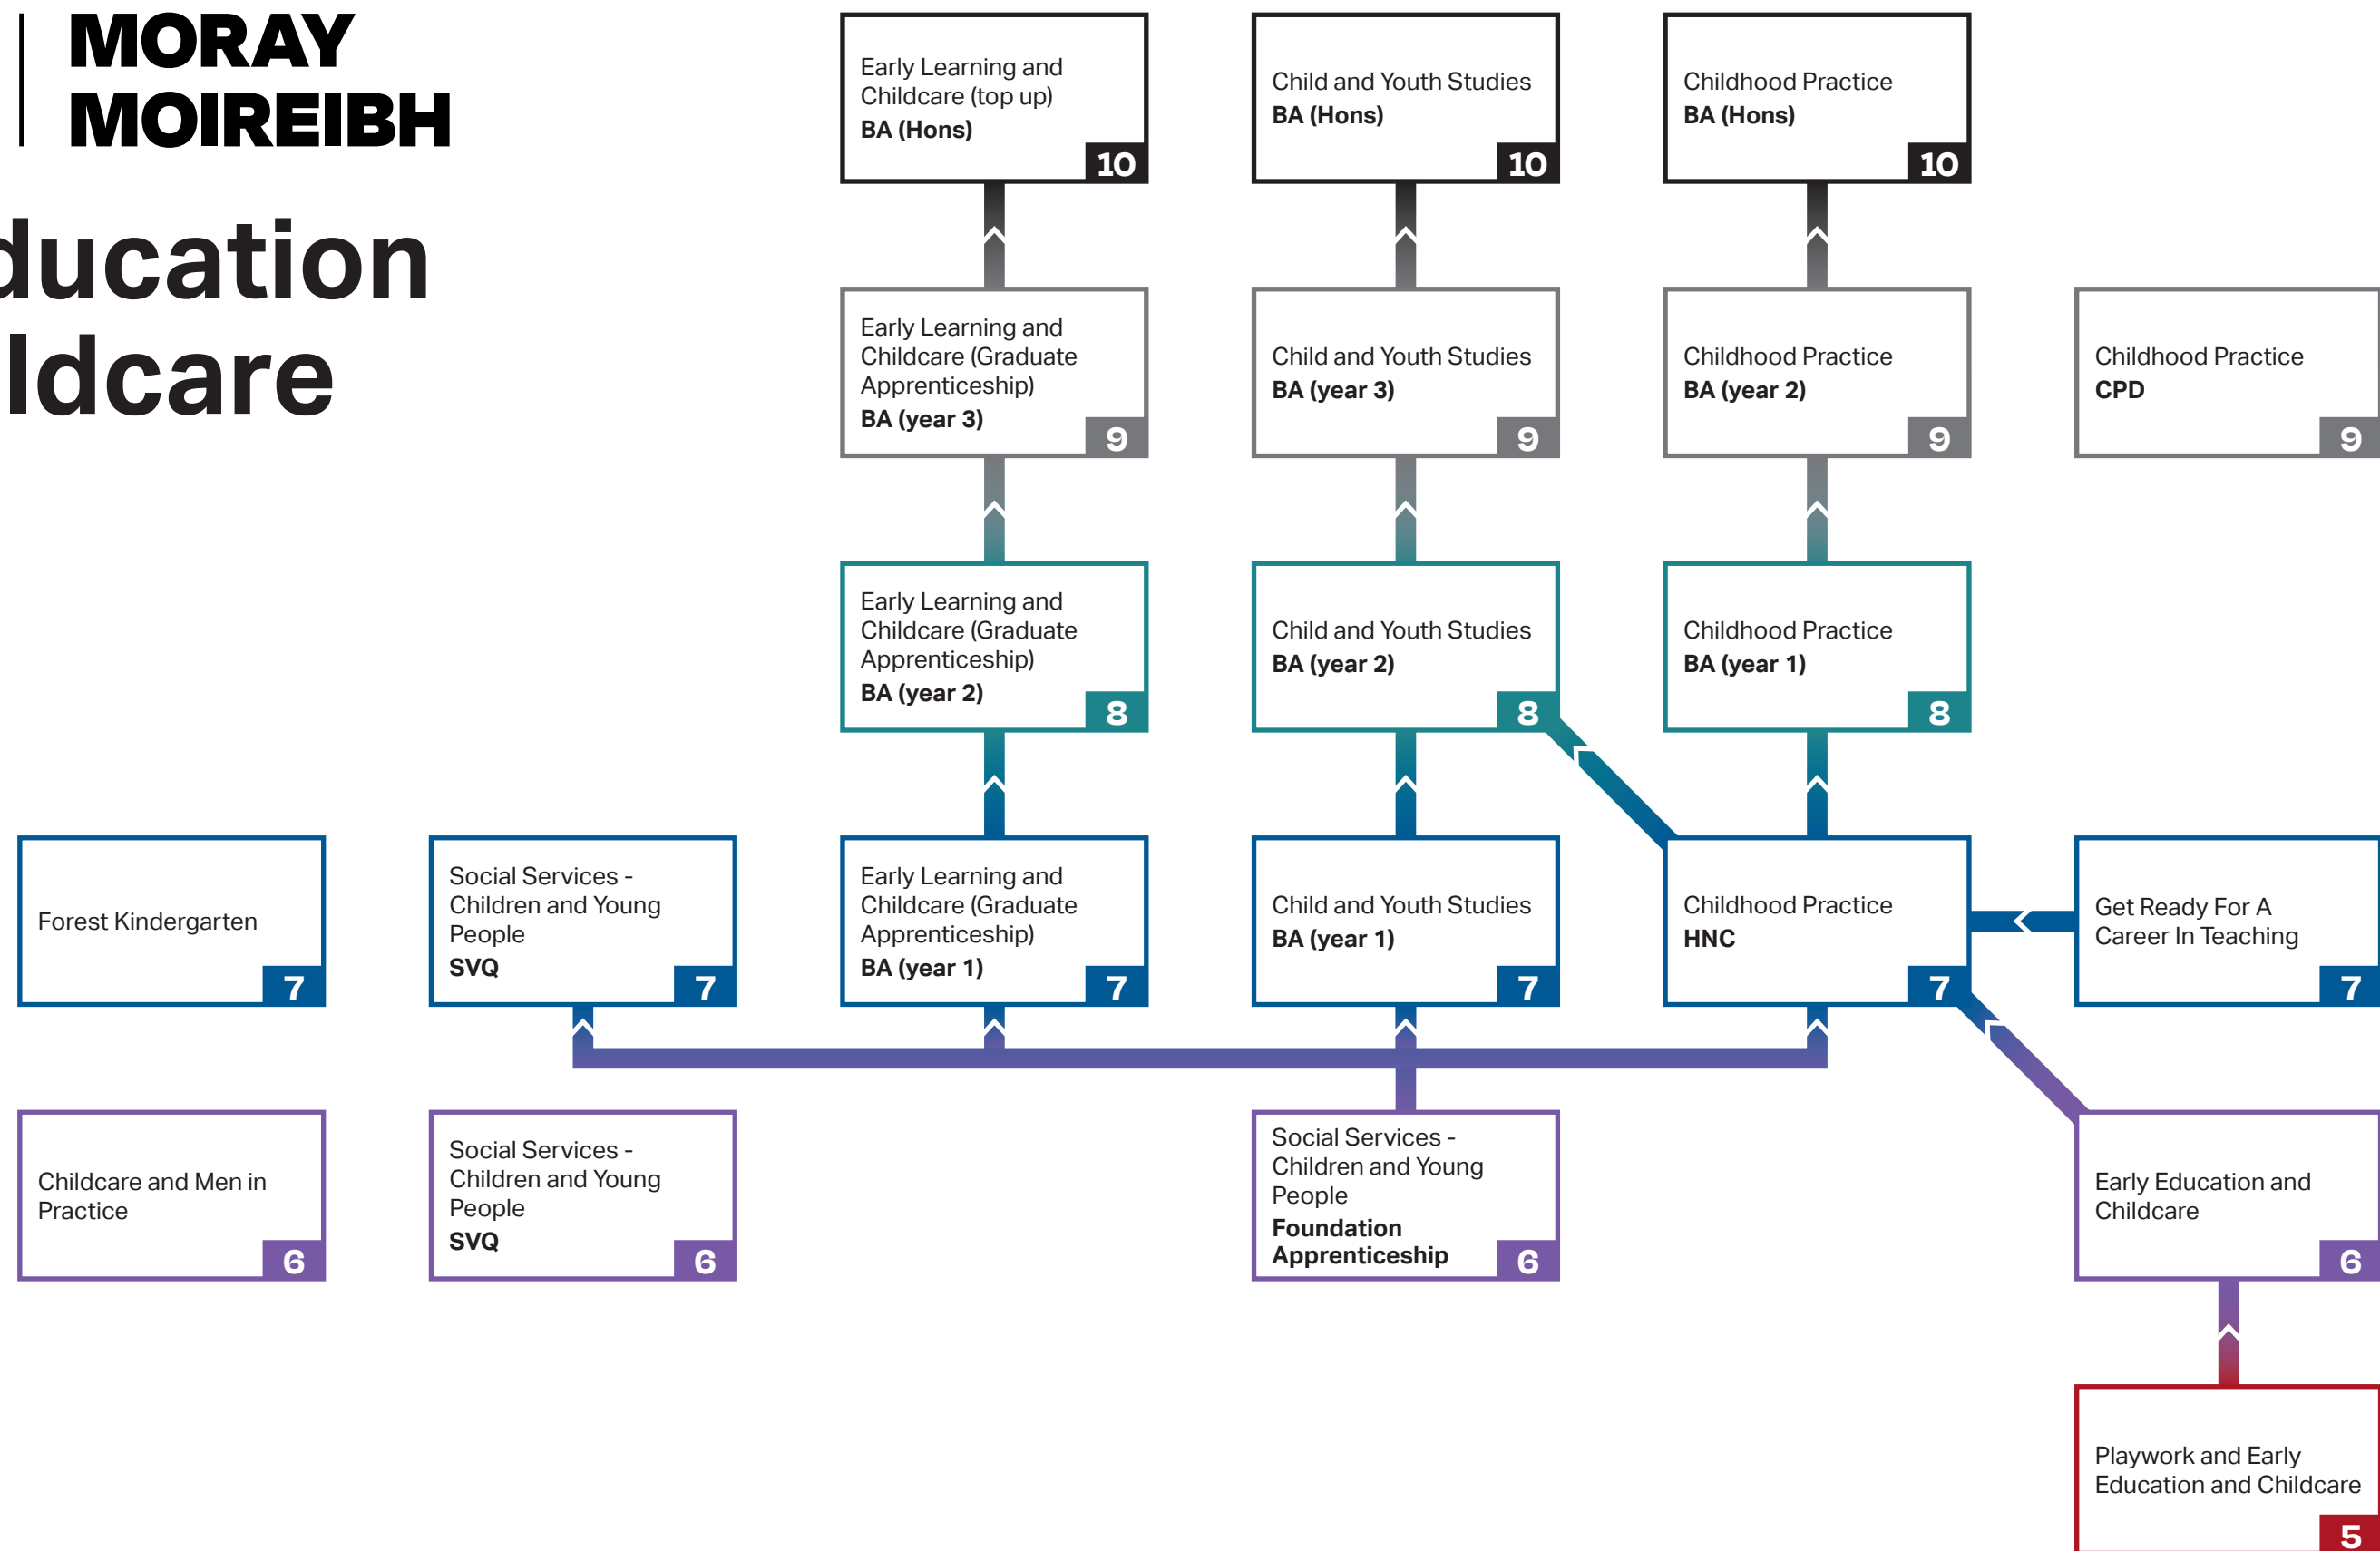 MORAY
MOIREIBH
ducation
ldcare
Early Learning and
Childcare (top up)
BA (Hons)
10
Child and Youth Studies
BA (Hons)
10
Childhood Practice
BA (Hons)
10
Early Learning and
Childcare (Graduate
Apprenticeship)
BA (year 3)
9
Child and Youth Studies
BA (year 3)
9
Childhood Practice
BA (year 2)
9
Childhood Practice
CPD
9
Early Learning and
Childcare (Graduate
Apprenticeship)
BA (year 2)
8
Child and Youth Studies
BA (year 2)
8
Childhood Practice
BA (year 1)
8
Forest Kindergarten
7
Social Services -
Children and Young
People
SVQ
7
Early Learning and
Childcare (Graduate
Apprenticeship)
BA (year 1)
7
Child and Youth Studies
BA (year 1)
7
Childhood Practice
HNC
7
Get Ready For A
Career In Teaching
7
Childcare and Men in
Practice
6
Social Services -
Children and Young
People
SVQ
6
Social Services -
Children and Young
People
Foundation
Apprenticeship
6
Early Education and
Childcare
6
Playwork and Early
Education and Childcare
5